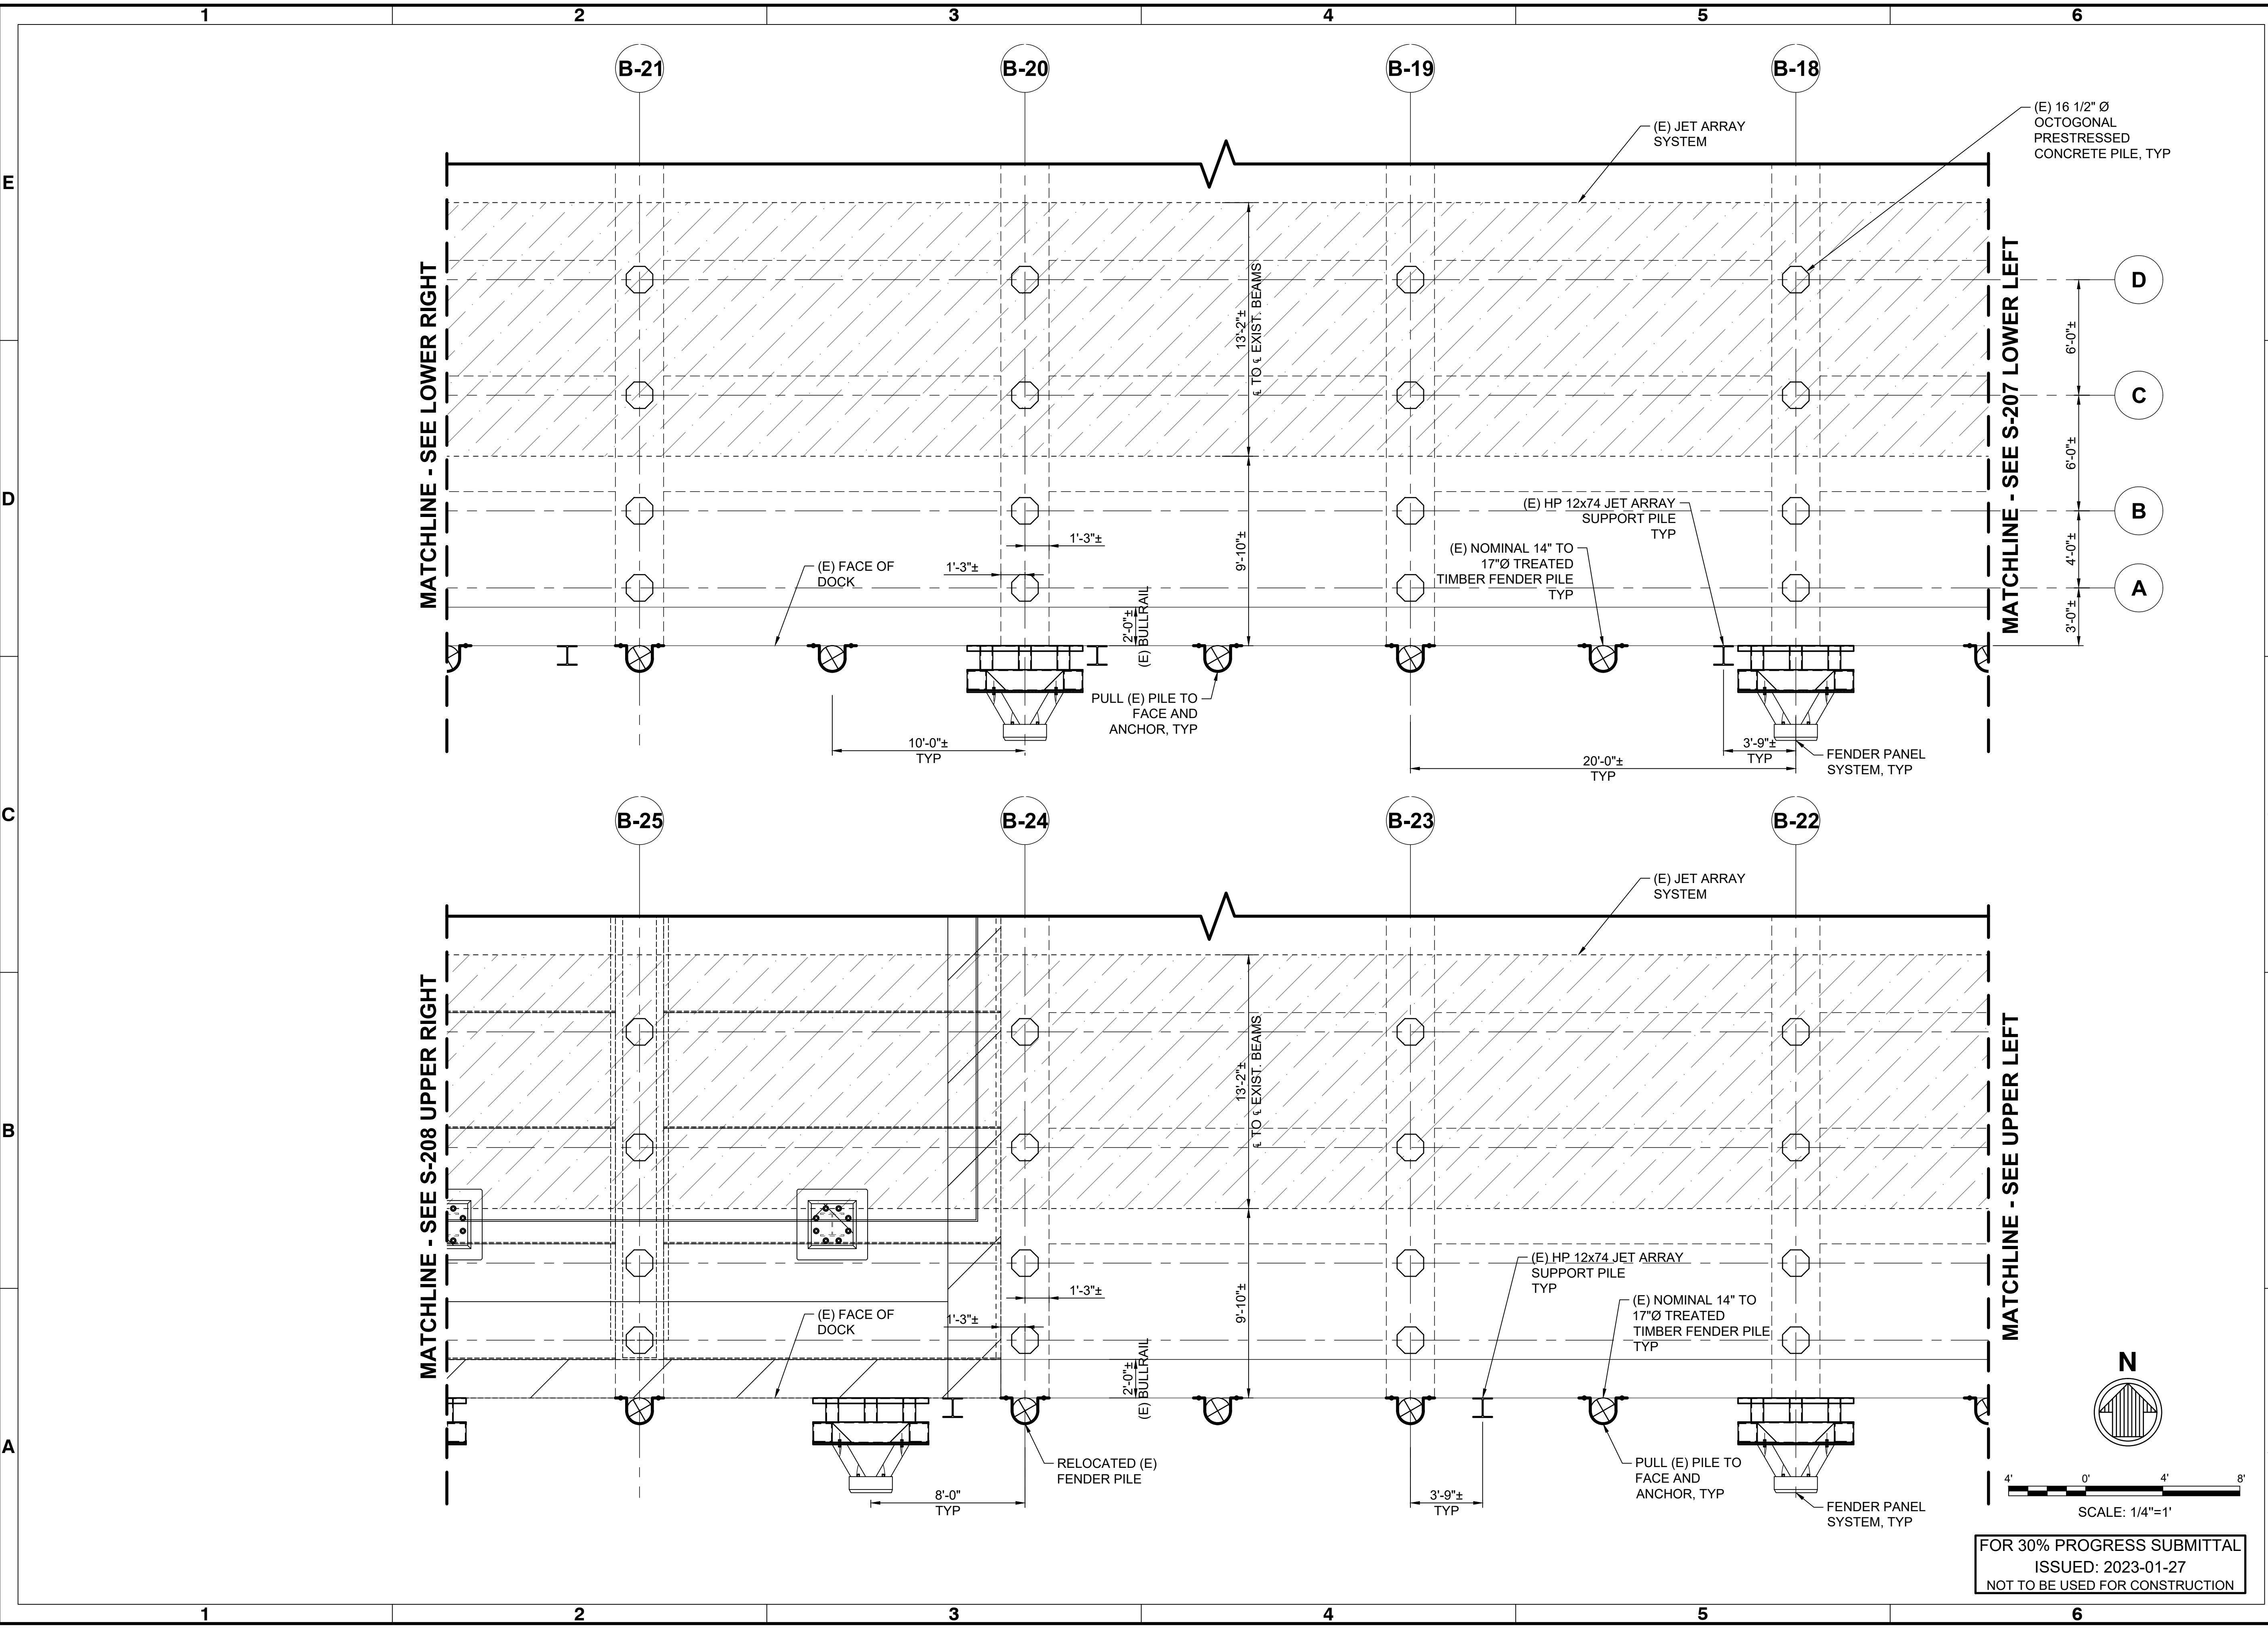 1 2 3 4 5 6
B-21
B-20
B-19
B-18
(E) JET ARRAY
SYSTEM
(E) 16 1/2" Ø
OCTOGONAL
PRESTRESSED
CONCRETE PILE, TYP
E
MATCHLINE - SEE LOWER RIGHT
13'-2"±
℄ TO ℄ EXIST. BEAMS
MATCHLINE - SEE S-207 LOWER LEFT
D
6'-0"±
C
6'-0"±
B
4'-0"±
A
3'-0"±
D
(E) HP 12x74 JET ARRAY
SUPPORT PILE
TYP
1'-3"±
9'-10"±
(E) NOMINAL 14" TO
17"Ø TREATED
TIMBER FENDER PILE
TYP
(E) FACE OF
DOCK
1'-3"±
2'-0"±
(E) BULLRAIL
PULL (E) PILE TO
FACE AND
ANCHOR, TYP
10'-0"±
TYP
3'-9"±
TYP
FENDER PANEL
SYSTEM, TYP
20'-0"±
TYP
C
B-25
B-24
B-23
B-22
(E) JET ARRAY
SYSTEM
MATCHLINE - SEE S-208 UPPER RIGHT
13'-2"±
℄ TO ℄ EXIST. BEAMS
MATCHLINE - SEE UPPER LEFT
B
(E) HP 12x74 JET ARRAY
SUPPORT PILE
TYP
1'-3"±
9'-10"±
(E) NOMINAL 14" TO
17"Ø TREATED
TIMBER FENDER PILE
TYP
(E) FACE OF
DOCK
1'-3"±
2'-0"±
(E) BULLRAIL
N
A
RELOCATED (E)
FENDER PILE
PULL (E) PILE TO
FACE AND
ANCHOR, TYP
8'-0"
TYP
3'-9"±
TYP
FENDER PANEL
SYSTEM, TYP
4' 0' 4' 8'
SCALE: 1/4"=1'
FOR 30% PROGRESS SUBMITTAL
ISSUED: 2023-01-27
NOT TO BE USED FOR CONSTRUCTION
1 2 3 4 5 6